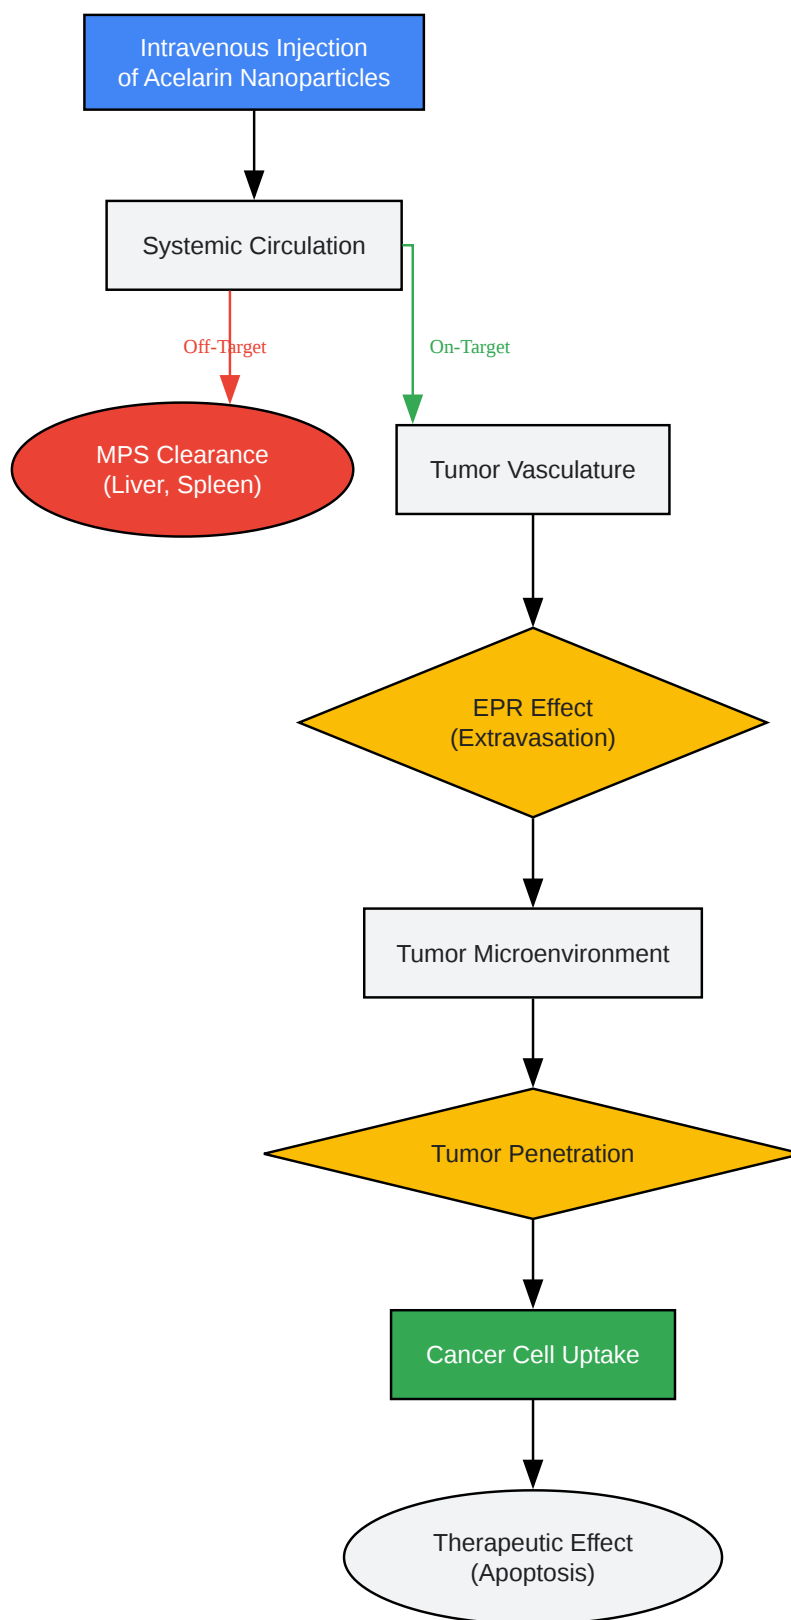 Intravenous Injection
of Acelarin Nanoparticles
Systemic Circulation
Off-Target
On-Target
MPS Clearance
(Liver, Spleen)
Tumor Vasculature
EPR Effect
(Extravasation)
Tumor Microenvironment
Tumor Penetration
Cancer Cell Uptake
Therapeutic Effect
(Apoptosis)